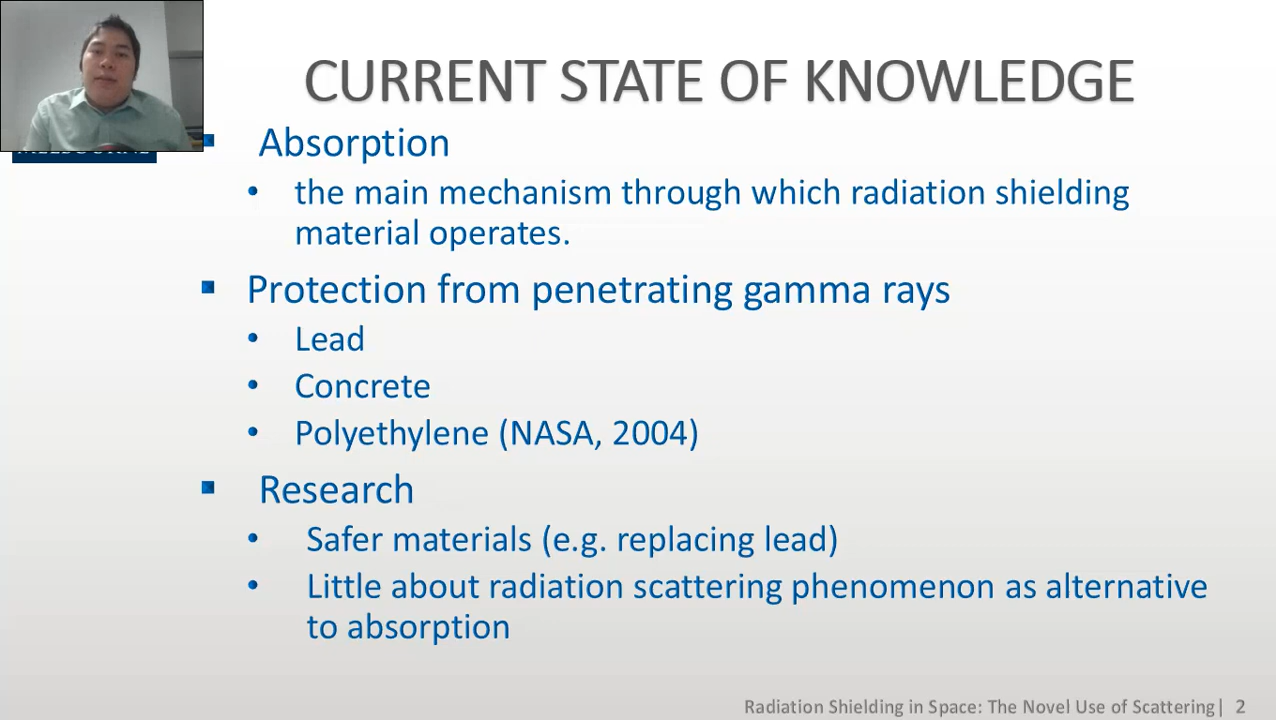 CURRENT STATE OF KNOWLEDGE
Absorption
the main mechanism through which radiation shielding
material operates.
Protection from penetrating gamma rays
Lead
Concrete
Polyethylene (NASA, 2004)
Research
Safer materials (e.g. replacing lead)
Little about radiation scattering phenomenon as alternative
to absorption
Radiation Shielding in Space: The Novel Use of Scattering| 2